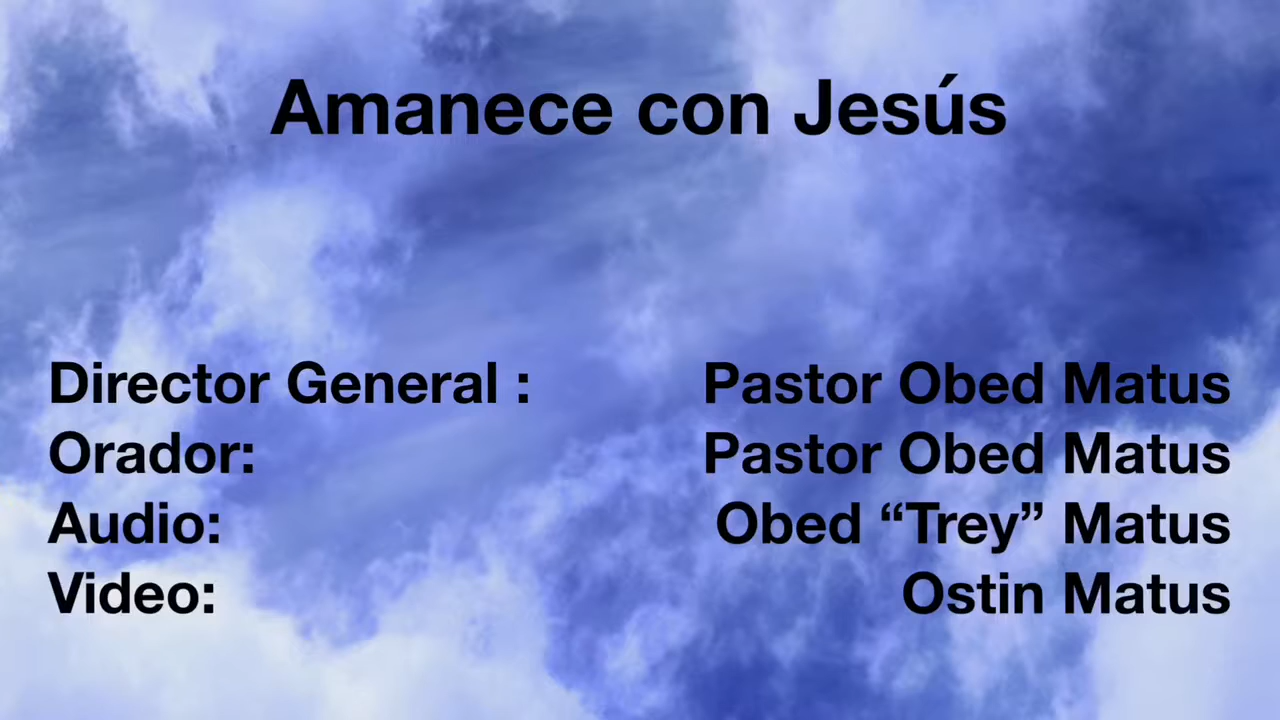 Amanece con Jesús
Director General : Pastor Obed Matus
Orador: Pastor Obed Matus
Audio: Obed “Trey” Matus
Video: Ostin Matus